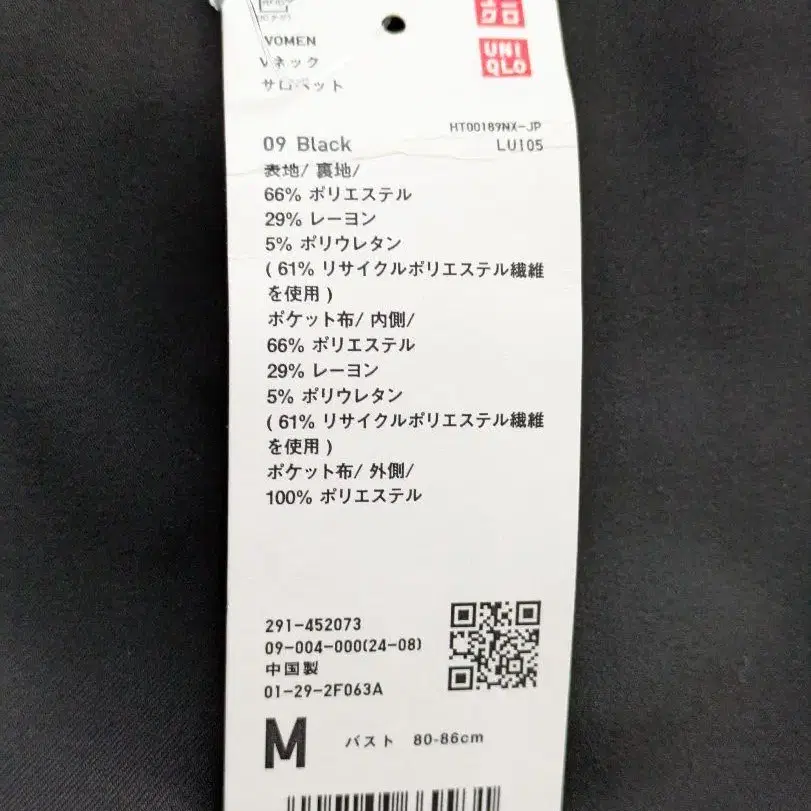 WOMEN
Vネック
サロペット
ユニ
クロ
UNI
QLO
HT00189NX-JP
09 Black
LU105
表地/ 裏地/
66% ポリエステル
29% レーヨン
5% ポリウレタン
( 61% リサイクルポリエステル繊維
を使用 )
ポケット布/ 内側/
66% ポリエステル
29% レーヨン
5% ポリウレタン
( 61% リサイクルポリエステル繊維
を使用 )
ポケット布/ 外側/
100% ポリエステル
291-452073
09-004-000(24-08)
中国製
01-29-2F063A
M バスト 80-86cm